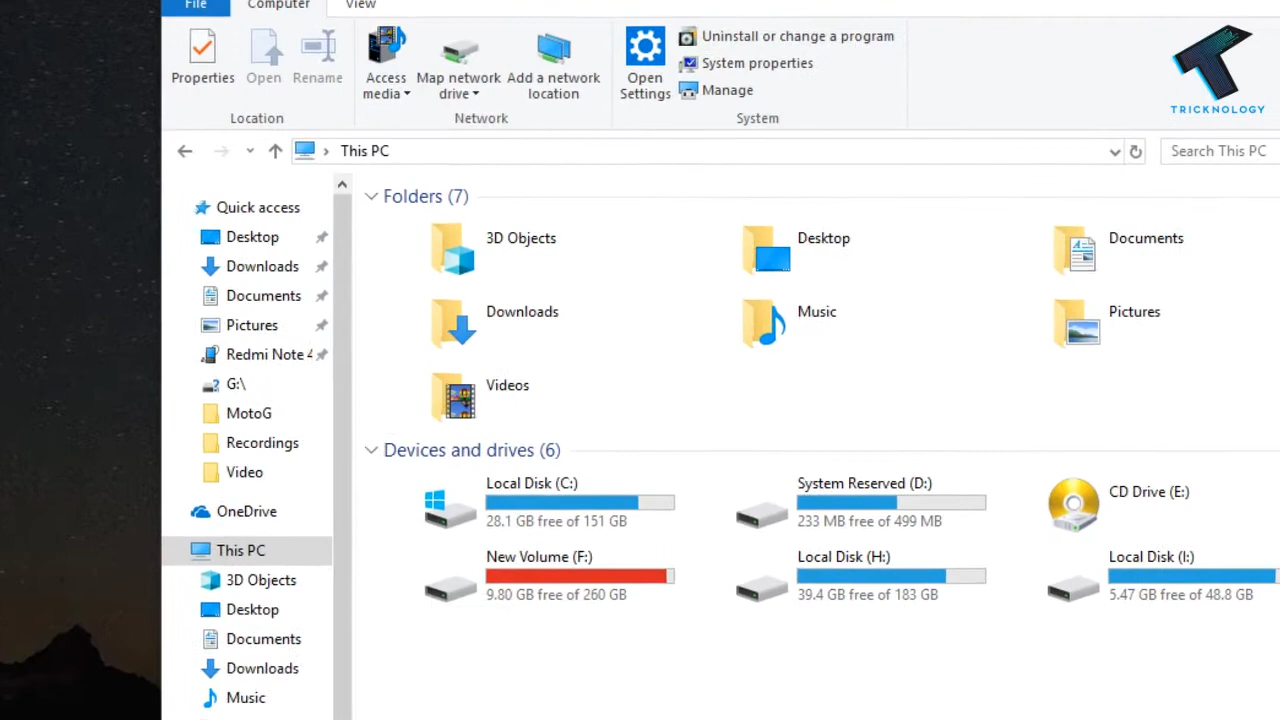 File
Computer
View
Properties
Open
Rename
Access
media
Map network
drive
Add a network
location
Open
Settings
Uninstall or change a program
System properties
Manage
Location
Network
System
TRICKNOLOGY
This PC
Search This PC
Quick access
Desktop
Downloads
Documents
Pictures
Redmi Note 4
G:\
MotoG
Recordings
Video
OneDrive
This PC
3D Objects
Desktop
Documents
Downloads
Music
Folders (7)
3D Objects
Desktop
Documents
Downloads
Music
Pictures
Videos
Devices and drives (6)
Local Disk (C:)
28.1 GB free of 151 GB
System Reserved (D:)
233 MB free of 499 MB
CD Drive (E:)
New Volume (F:)
9.80 GB free of 260 GB
Local Disk (H:)
39.4 GB free of 183 GB
Local Disk (I:)
5.47 GB free of 48.8 GB